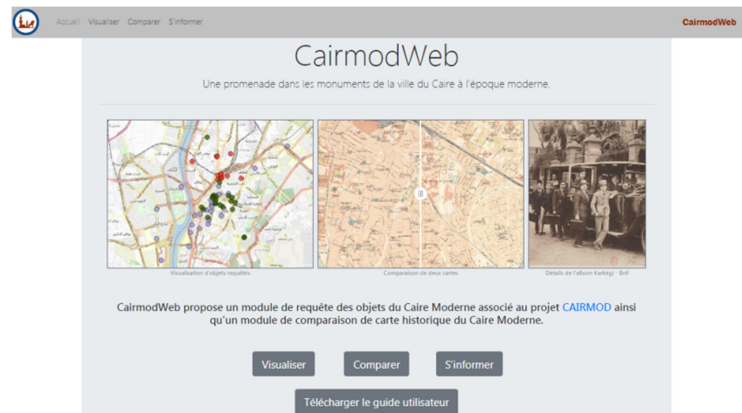 Accueil Visualiser Comparer S'informer CairmodWeb
CairmodWeb
Une promenade dans les monuments de la ville du Caire à l'époque moderne.
Visualisation d'objets requêtés
Comparaison de deux cartes
Détails de l'album Karkégi - BnF
CairmodWeb propose un module de requête des objets du Caire Moderne associé au projet CAIRMOD ainsi
qu'un module de comparaison de carte historique du Caire Moderne.
Visualiser Comparer S'informer
Télécharger le guide utilisateur